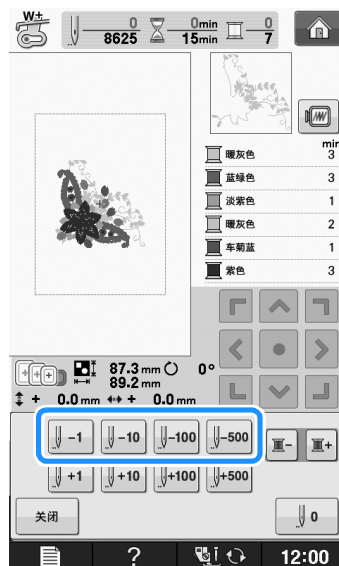 W+
0 0min 0
8625 15min 7
min
暖灰色 3
蓝绿色 3
淡紫色 1
暖灰色 2
车菊蓝 1
紫色 3
87.3 mm 0°
89.2 mm
+ 0.0 mm + 0.0 mm
-1 -10 -100 -500 - +
+1 +10 +100 +500
关闭 0
? 12:00